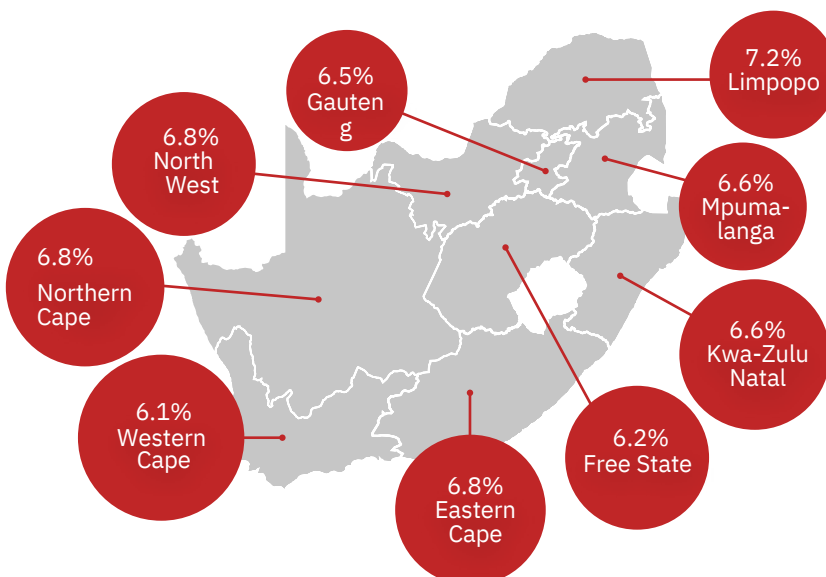 7.2%
Limpopo
6.5%
Gauten
g
6.8%
North
West
6.6%
Mpuma-
langa
6.8%
Northern
Cape
6.6%
Kwa-Zulu
Natal
6.1%
Western
Cape
6.2%
Free State
6.8%
Eastern
Cape